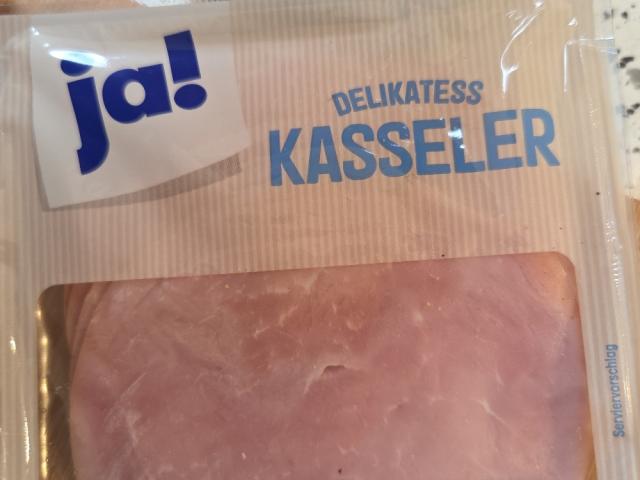 ja!
DELIKATESS
KASSELER
Serviervorschlag